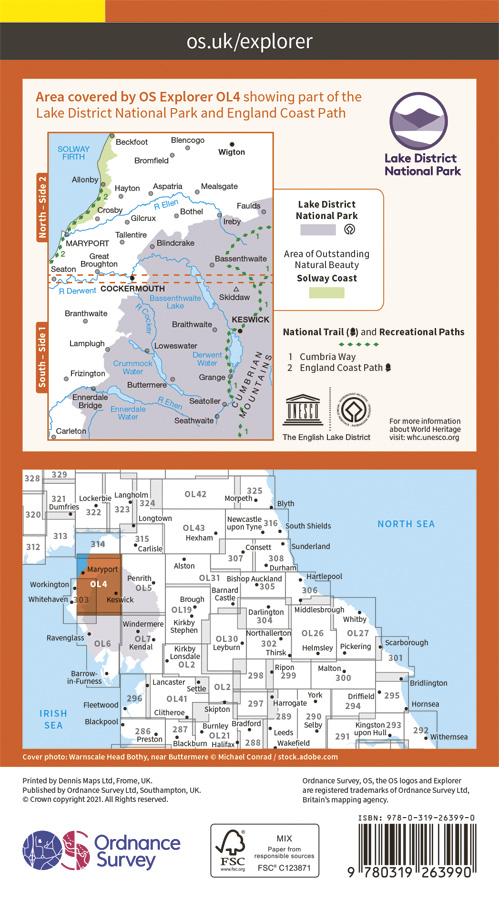 os.uk/explorer
Area covered by OS Explorer OL4 showing part of the
Lake District National Park and England Coast Path
Lake District
National Park
North – Side 2
South – Side 1
SOLWAY
FIRTH
Beckfoot
Blencogo
Bromfield
Wigton
Allonby
2
Hayton
Aspatria
Mealsgate
Crosby
R Ellen
Gilcrux
Bothel
Faulds
Ireby
MARYPORT
Tallentire
Blindcrake
2
Great
Broughton
Bassenthwaite
Seaton
1
R Derwent
COCKERMOUTH
Bassenthwaite
Lake
Skiddaw
1
Branthwaite
R Cocker
Braithwaite
KESWICK
Lamplugh
Loweswater
Derwent
Water
Crummock
Water
Frizington
Buttermere
Grange
1
CUMBRIAN
MOUNTAINS
Ennerdale
Bridge
Ennerdale
Water
R Ehen
Seatoller
Seathwaite
Carleton
1
Lake District
National Park
Area of Outstanding
Natural Beauty
Solway Coast
National Trail ( ) and Recreational Paths
1 Cumbria Way
2 England Coast Path
The English Lake District
For more information
about World Heritage
visit: whc.unesco.org
328
329
321
Dumfries
322
Lockerbie
323
Langholm
324
OL42
Morpeth
325
Blyth
320
Longtown
OL43
Hexham
Newcastle
upon Tyne
316
South Shields
NORTH SEA
312
313
314
315
Carlisle
Sunderland
307
Consett
308
Durham
Maryport
Alston
OL4
Penrith
OL5
OL31
Bishop Auckland
305
Hartlepool
306
Workington
Whitehaven
303
Keswick
Brough
OL19
Kirkby
Stephen
Barnard
Castle
Darlington
304
Middlesbrough
Whitby
Ravenglass
Windermere
OL7
Kendal
OL6
OL30
Leyburn
Northallerton
302
Thirsk
OL26
Helmsley
OL27
Pickering
Scarborough
301
Kirkby
Lonsdale
OL2
Barrow-
in-Furness
Lancaster
Settle
OL2
298
Ripon
299
Malton
300
Bridlington
Fleetwood
296
OL41
Clitheroe
Skipton
297
Harrogate
York
Driffield
294
295
Hornsea
IRISH
SEA
Blackpool
286
Preston
287
Blackburn
Burnley
OL21
Halifax
Bradford
288
289
Leeds
Wakefield
290
Selby
291
Kingston
upon Hull
293
292
Withernsea
Cover photo: Warnscale Head Bothy, near Buttermere © Michael Conrad / stock.adobe.com
Printed by Dennis Maps Ltd, Frome, UK.
Published by Ordnance Survey Ltd, Southampton, UK.
© Crown copyright 2021. All Rights reserved.
Ordnance Survey, OS, the OS logos and Explorer
are registered trademarks of Ordnance Survey Ltd,
Britain's mapping agency.
Ordnance
Survey
FSC
www.fsc.org
MIX
Paper from
responsible sources
FSC® C123871
ISBN: 978-0-319-26399-0
9 780319 263990